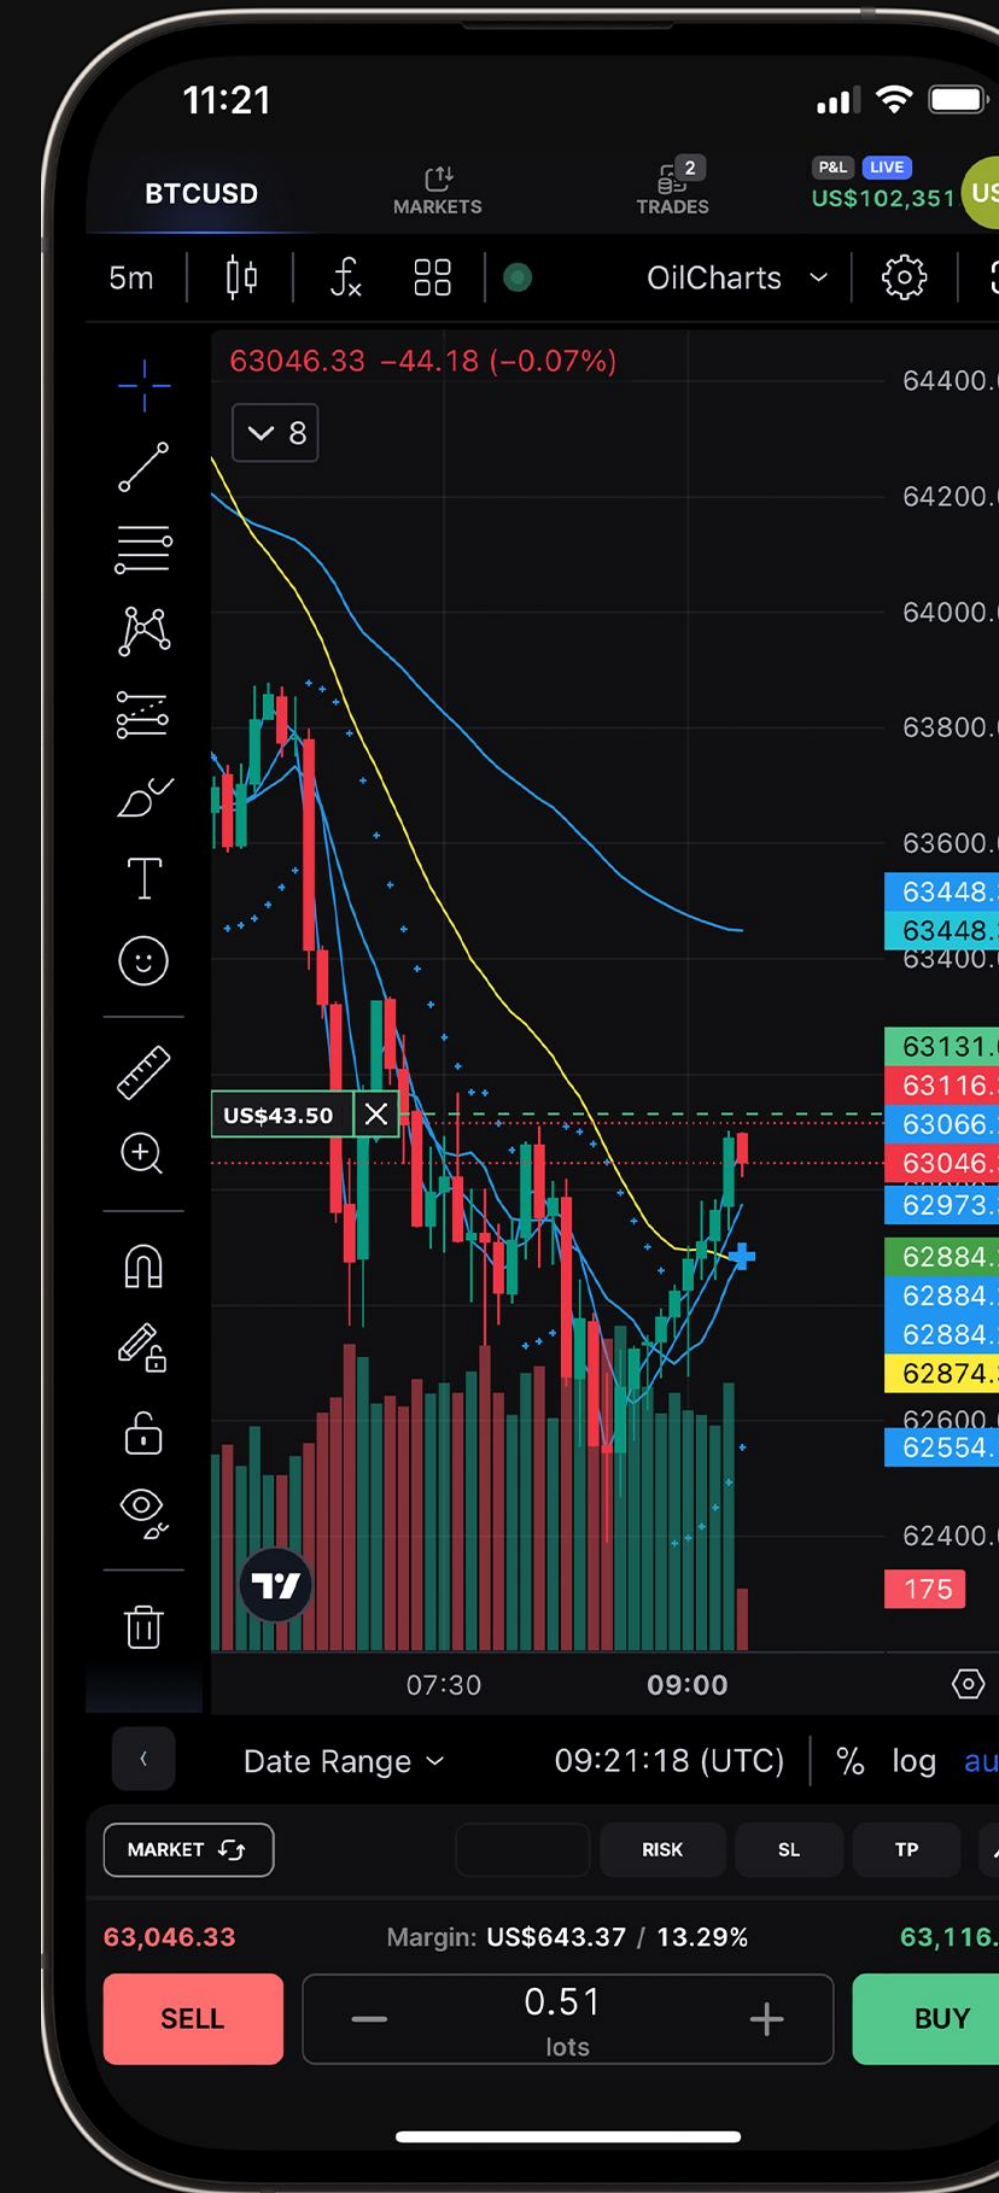 11:21
BTCUSD
MARKETS
2
TRADES
P&L LIVE
US$102,351
US
5m
OilCharts
63046.33 −44.18 (−0.07%)
8
64400.
64200.
64000.
63800.
63600.
63448.
63448.
63400.
63131.
63116.
US$43.50
63066.
63046.
62973.
62884.
62884.
62884.
62874.
62600.
62554.
62400.
175
07:30 09:00
Date Range 09:21:18 (UTC) % log au
MARKET RISK SL TP
63,046.33 Margin: US$643.37 / 13.29% 63,116.
SELL 0.51 BUY
lots